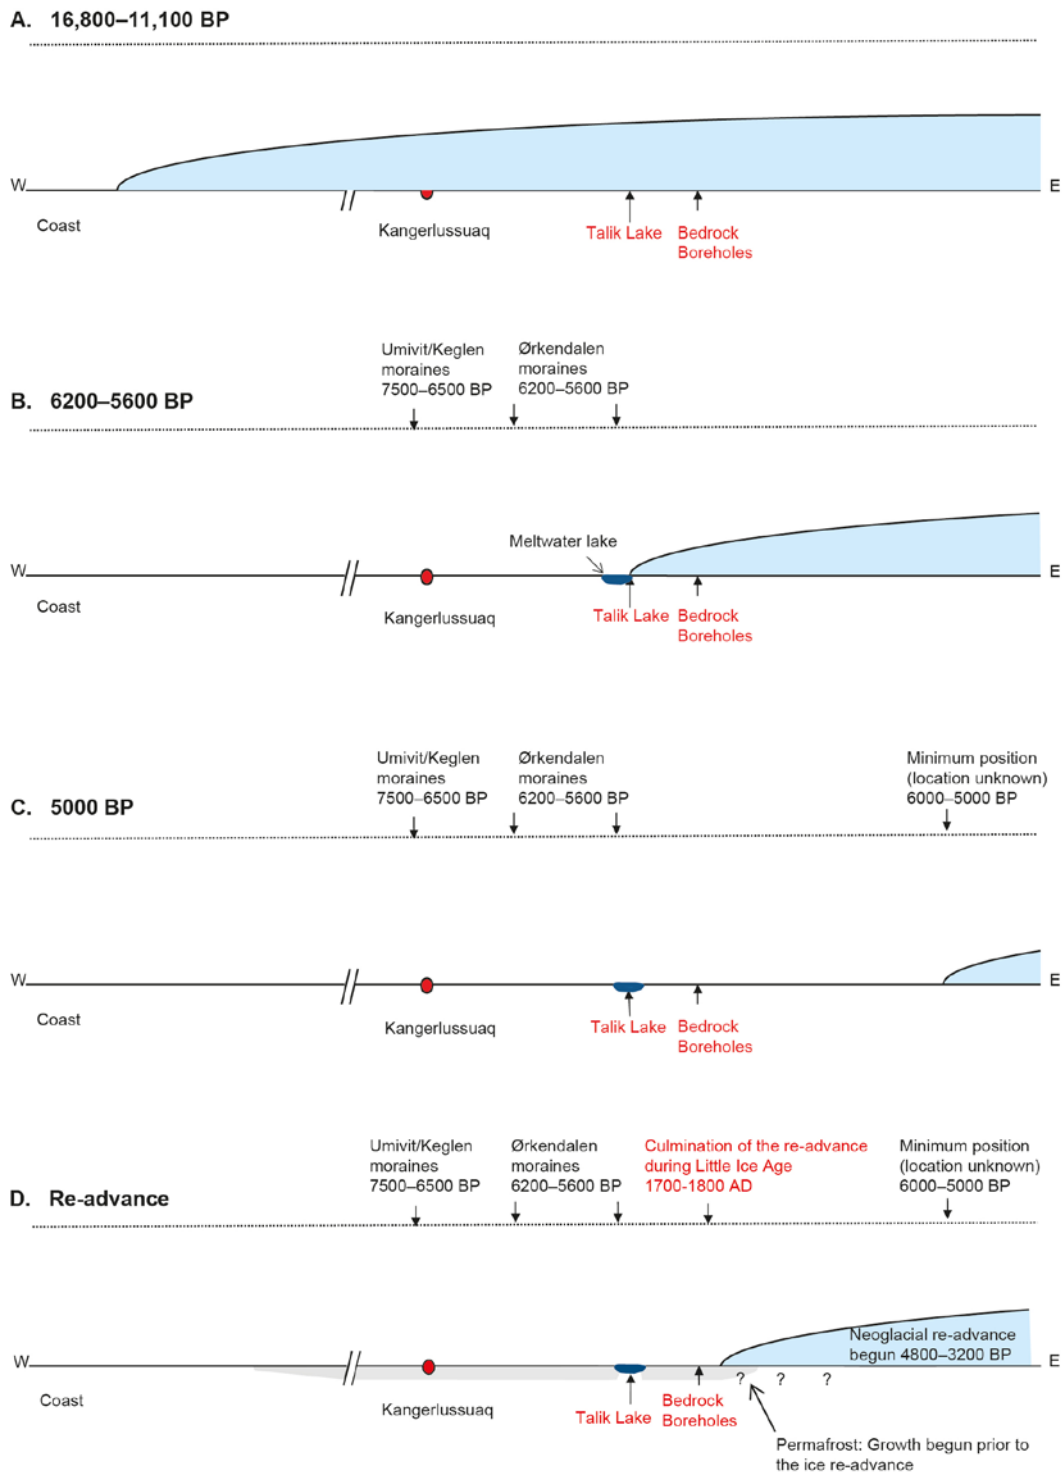 A. 16,800–11,100 BP
W
E
Coast
Kangerlussuaq
Talik Lake
Bedrock
Boreholes
Umivit/Keglen
moraines
7500–6500 BP
Ørkendalen
moraines
6200–5600 BP
B. 6200–5600 BP
Meltwater lake
W
E
Coast
Kangerlussuaq
Talik Lake
Bedrock
Boreholes
Umivit/Keglen
moraines
7500–6500 BP
Ørkendalen
moraines
6200–5600 BP
Minimum position
(location unknown)
6000–5000 BP
C. 5000 BP
W
E
Coast
Kangerlussuaq
Talik Lake
Bedrock
Boreholes
Umivit/Keglen
moraines
7500–6500 BP
Ørkendalen
moraines
6200–5600 BP
Culmination of the re-advance
during Little Ice Age
1700-1800 AD
Minimum position
(location unknown)
6000–5000 BP
D. Re-advance
Neoglacial re-advance
begun 4800–3200 BP
W
E
? ? ?
Coast
Kangerlussuaq
Talik Lake
Bedrock
Boreholes
Permafrost: Growth begun prior to
the ice re-advance